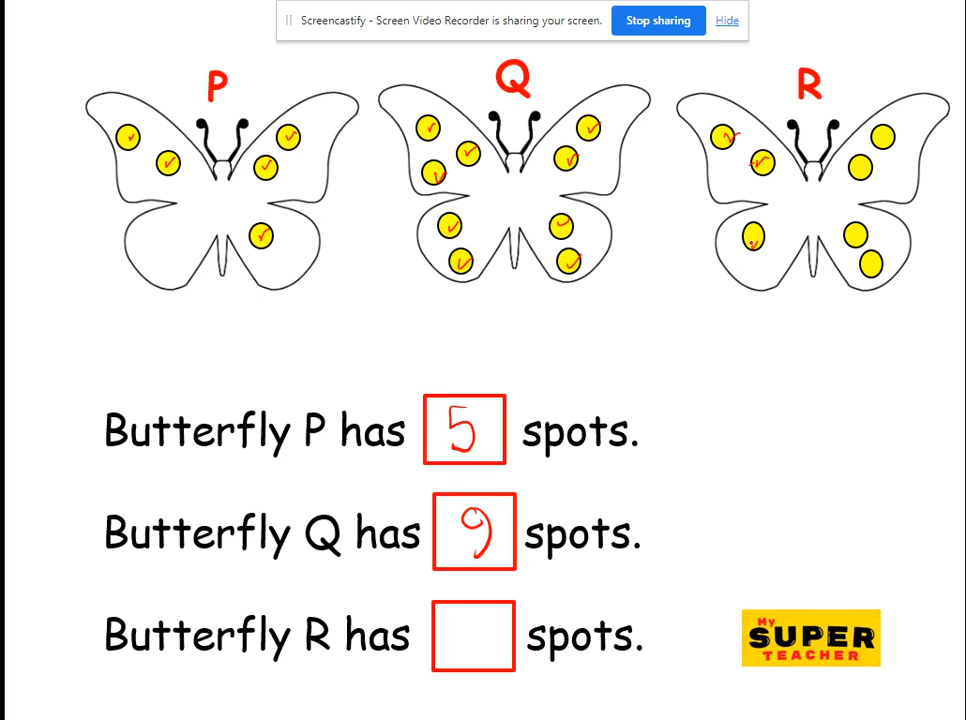 Screencastify - Screen Video Recorder is sharing your screen. Stop sharing Hide
P Q R
Butterfly P has 5 spots.
Butterfly Q has 9 spots.
Butterfly R has spots.
My
SUPER
TEACHER